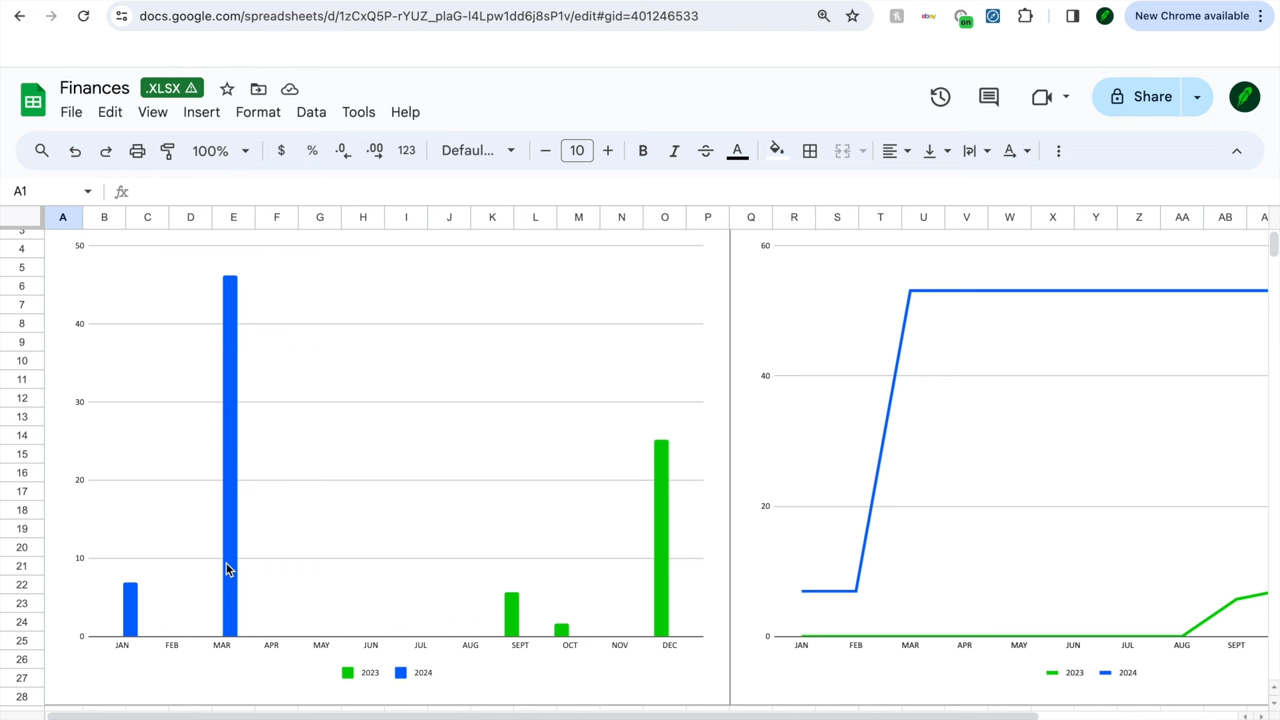 docs.google.com/spreadsheets/d/1zCxQ5P-rYUZ_plaG-l4Lpw1dd6j8sP1v/edit#gid=401246533
ebay
on
New Chrome available
Finances
.XLSX
File Edit View Insert Format Data Tools Help
Share
100%
$ % .0 .00 123
Defaul...
10
B I S A
A1
fx
A B C D E F G H I J K L M N O P Q R S T U V W X Y Z AA AB A
3
4
5
6
7
8
9
10
11
12
13
14
15
16
17
18
19
20
21
22
23
24
25
26
27
28
50
40
30
20
10
0
JAN FEB MAR APR MAY JUN JUL AUG SEPT OCT NOV DEC
2023 2024
60
40
20
0
JAN FEB MAR APR MAY JUN JUL AUG SEPT
2023 2024